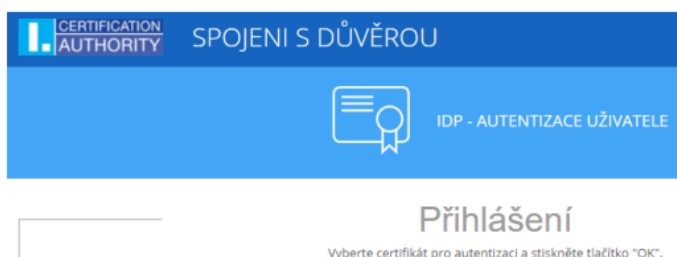 I. CERTIFICATION
AUTHORITY
SPOJENI S DŮVĚROU
IDP - AUTENTIZACE UŽIVATELE
Přihlášení
Vyberte certifikát pro autentizaci a stiskněte tlačítko "OK".